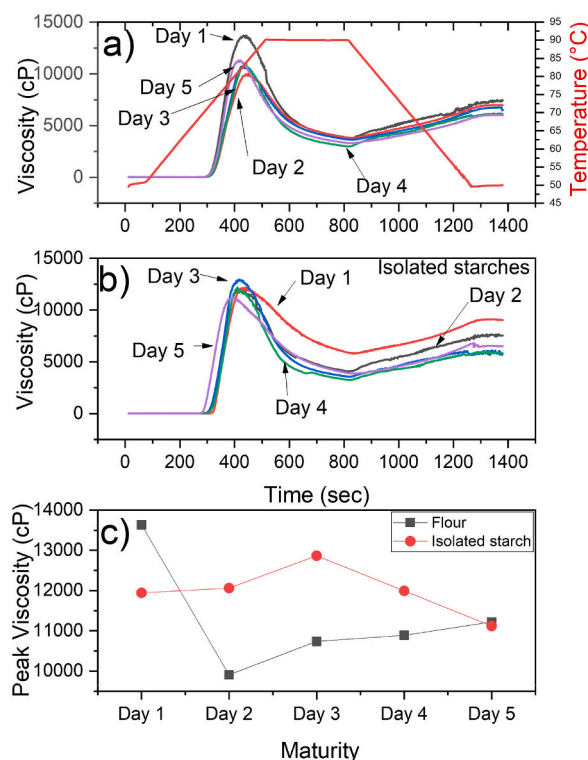 a)
Day 1
Day 5
Day 3
Day 2
Day 4
Viscosity (cP)
15000
10000
5000
0
Temperature (°C)
95
90
85
80
75
70
65
60
55
50
45
0 200 400 600 800 1000 1200 1400
b)
Isolated starches
Day 3
Day 1
Day 2
Day 5
Day 4
Viscosity (cP)
15000
10000
5000
0
0 200 400 600 800 1000 1200 1400
Time (sec)
c)
Flour
Isolated starch
Peak Viscosity (cP)
14000
13000
12000
11000
10000
Day 1 Day 2 Day 3 Day 4 Day 5
Maturity